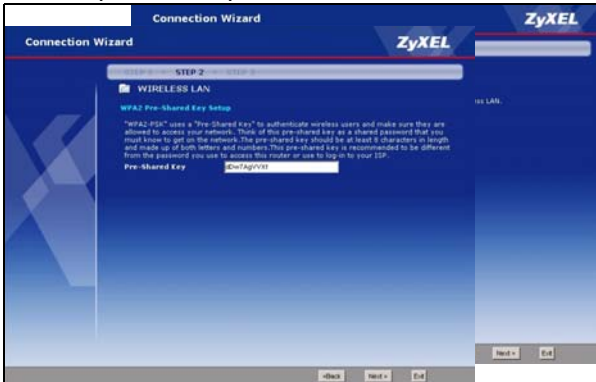 Connection Wizard
ZyXEL
Connection Wizard
ZyXEL
STEP 1 STEP 2 STEP 3
WIRELESS LAN
ess LAN.
WPA2 Pre-Shared Key Setup
"WPA2-PSK" uses a "Pre-Shared Key" to authenticate wireless users and make sure they are
allowed to access your network. Think of this pre-shared key as a shared password that you
must know to get on the network.The pre-shared key should be at least 8 characters in length
and made up of both letters and numbers.This pre-shared key is recommended to be different
from the password you use to access this router or use to log-in to your ISP.
Pre-Shared Key
Next > Exit
<Back Next > Exit